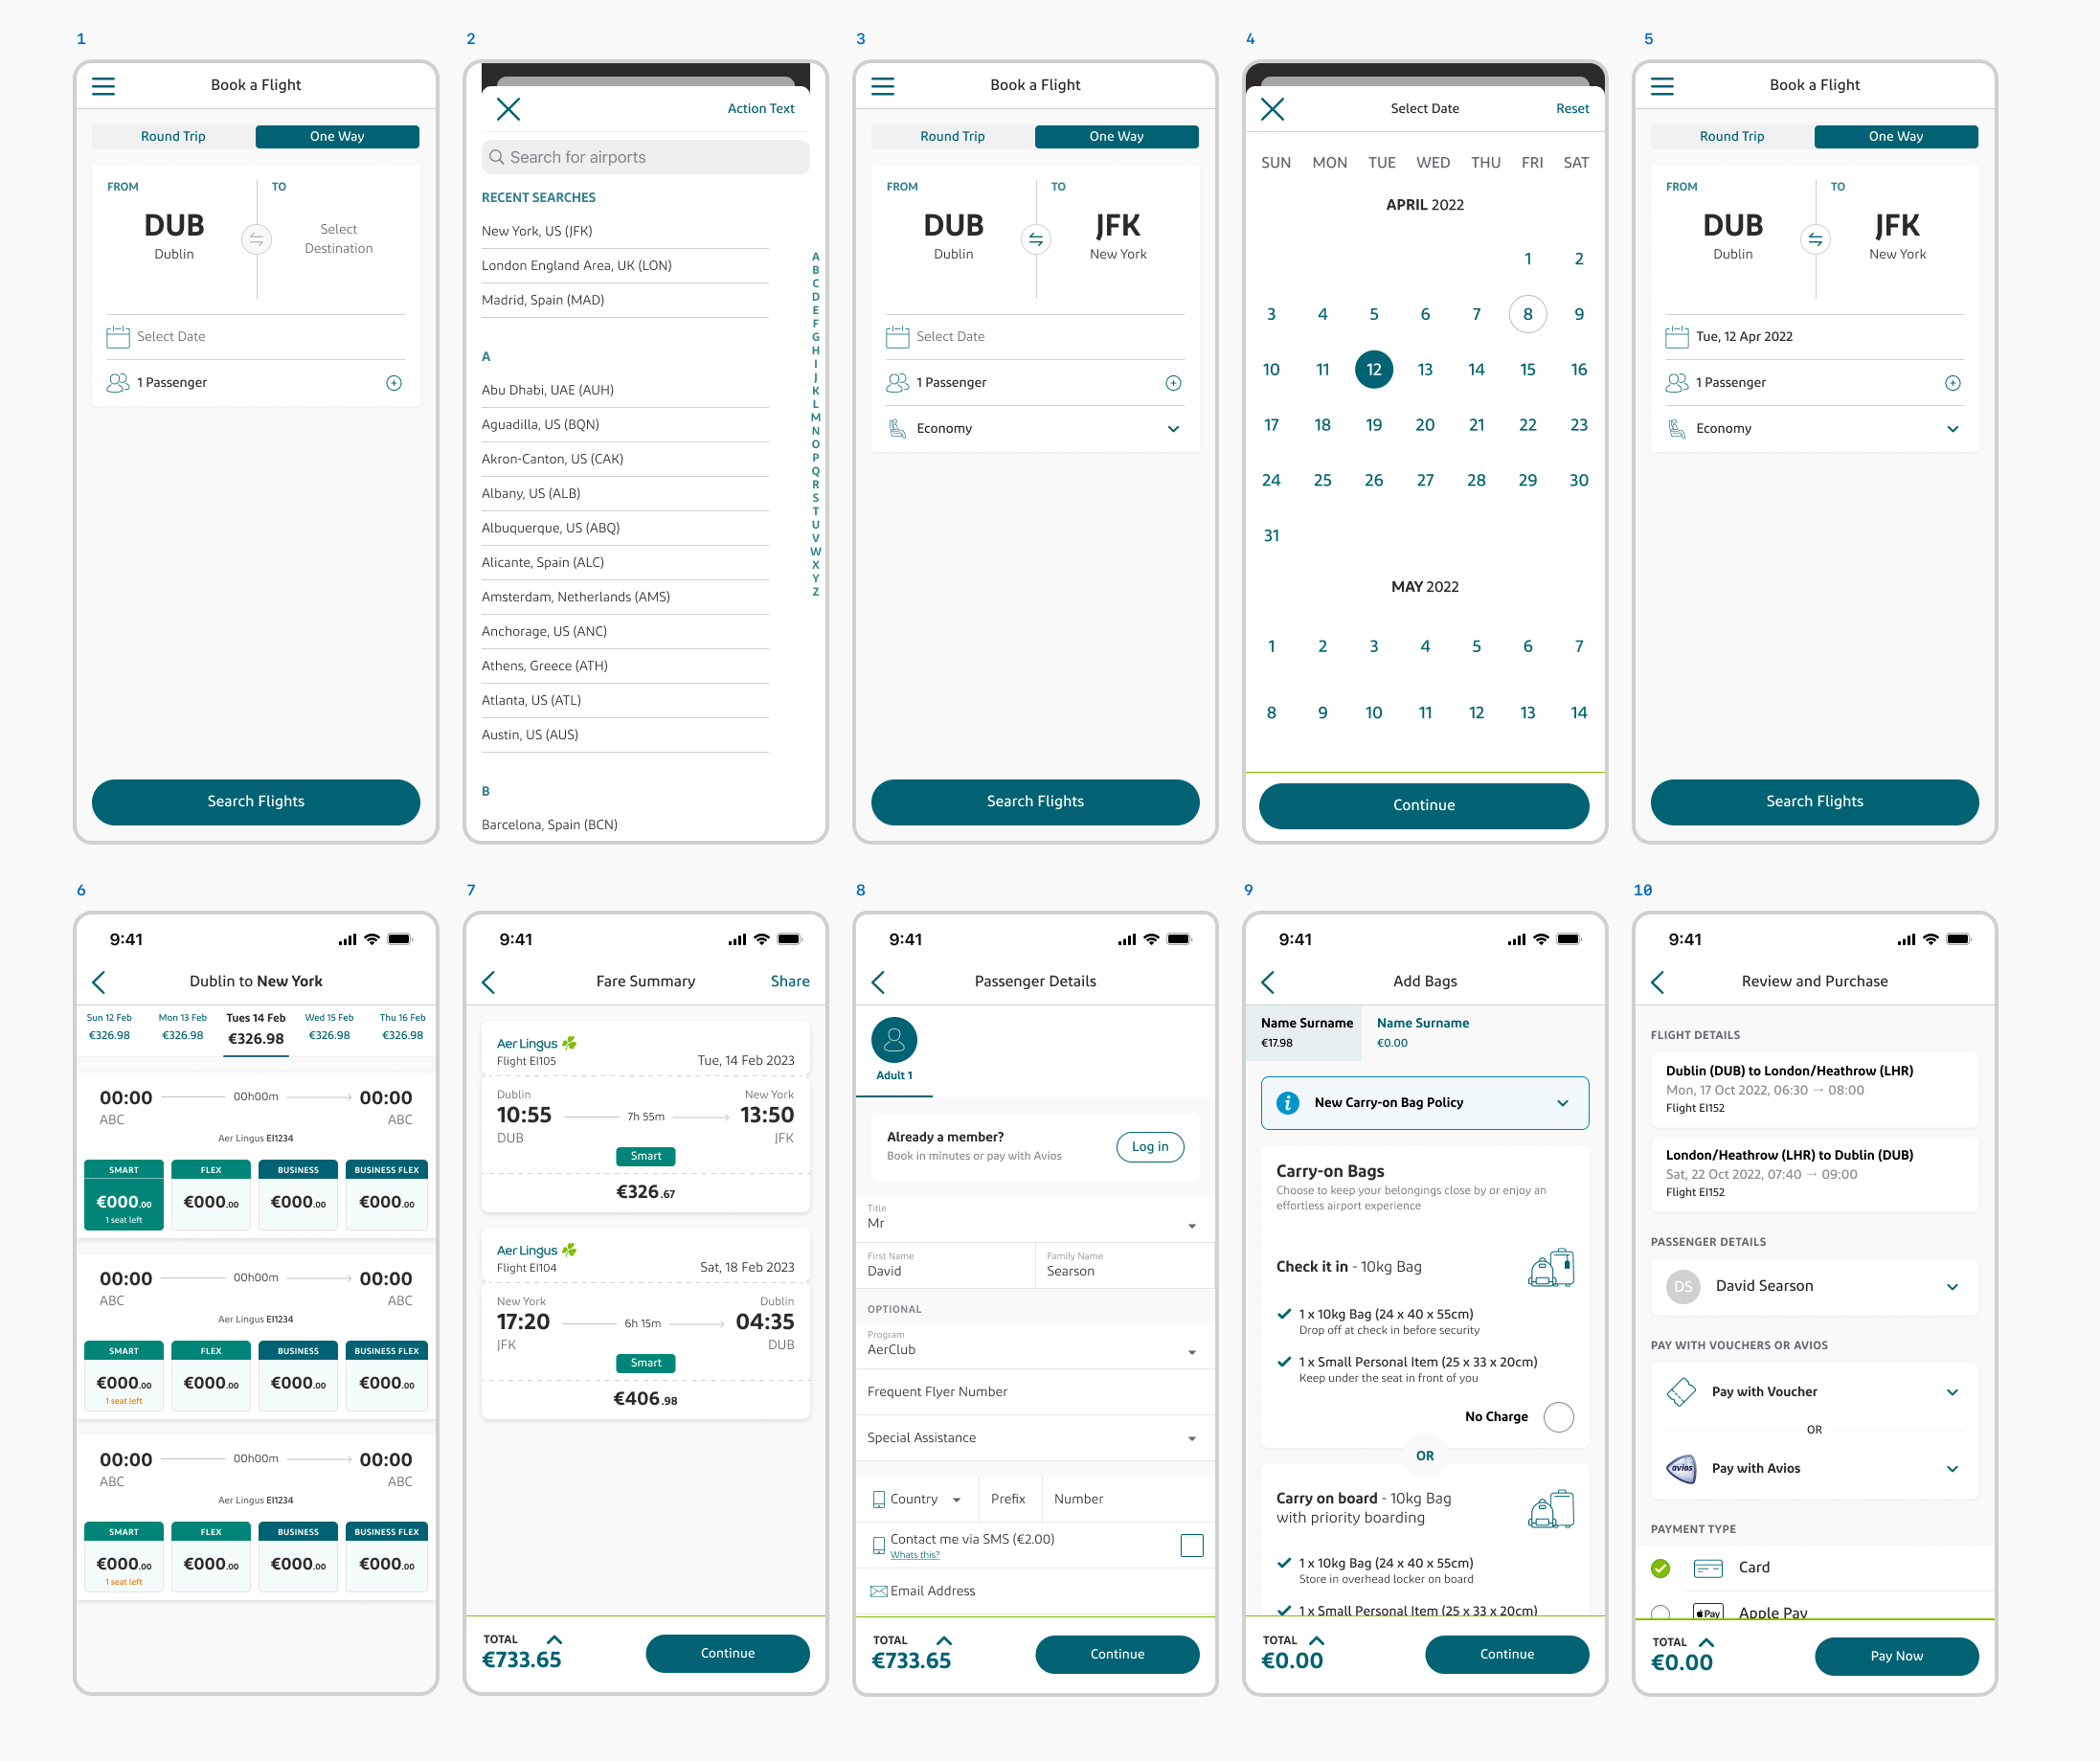 1
Book a Flight
Round Trip One Way
FROM TO
DUB
Dublin
Select
Destination
Select Date
1 Passenger
Search Flights
2
Action Text
Search for airports
RECENT SEARCHES
New York, US (JFK)
London England Area, UK (LON)
Madrid, Spain (MAD)
A
Abu Dhabi, UAE (AUH)
Aguadilla, US (BQN)
Akron-Canton, US (CAK)
Albany, US (ALB)
Albuquerque, US (ABQ)
Alicante, Spain (ALC)
Amsterdam, Netherlands (AMS)
Anchorage, US (ANC)
Athens, Greece (ATH)
Atlanta, US (ATL)
Austin, US (AUS)
B
Barcelona, Spain (BCN)
A
B
C
D
E
F
G
H
I
J
K
L
M
N
O
P
Q
R
S
T
U
V
W
X
Y
Z
3
Book a Flight
Round Trip One Way
FROM TO
DUB JFK
Dublin New York
Select Date
1 Passenger
Economy
Search Flights
4
Select Date Reset
SUN MON TUE WED THU FRI SAT
APRIL 2022
1 2
3 4 5 6 7 8 9
10 11 12 13 14 15 16
17 18 19 20 21 22 23
24 25 26 27 28 29 30
31
MAY 2022
1 2 3 4 5 6 7
8 9 10 11 12 13 14
Continue
5
Book a Flight
Round Trip One Way
FROM TO
DUB JFK
Dublin New York
Tue, 12 Apr 2022
1 Passenger
Economy
Search Flights
6
9:41
Dublin to New York
Sun 12 Feb Mon 13 Feb Tues 14 Feb Wed 15 Feb Thu 16 Feb
€326.98 €326.98 €326.98 €326.98 €326.98
00:00 00h00m 00:00
ABC ABC
Aer Lingus EI1234
SMART FLEX BUSINESS BUSINESS FLEX
€000.00 €000.00 €000.00 €000.00
1 seat left
00:00 00h00m 00:00
ABC ABC
Aer Lingus EI1234
SMART FLEX BUSINESS BUSINESS FLEX
€000.00 €000.00 €000.00 €000.00
1 seat left
00:00 00h00m 00:00
ABC ABC
Aer Lingus EI1234
SMART FLEX BUSINESS BUSINESS FLEX
€000.00 €000.00 €000.00 €000.00
1 seat left
7
9:41
Fare Summary Share
Aer Lingus
Flight EI105 Tue, 14 Feb 2023
Dublin New York
10:55 7h 55m 13:50
DUB JFK
Smart
€326.67
Aer Lingus
Flight EI104 Sat, 18 Feb 2023
New York Dublin
17:20 6h 15m 04:35
JFK DUB
Smart
€406.98
TOTAL
€733.65
Continue
8
9:41
Passenger Details
Adult 1
Already a member?
Book in minutes or pay with Avios
Log in
Title
Mr
First Name Family Name
David Searson
OPTIONAL
Program
AerClub
Frequent Flyer Number
Special Assistance
Country Prefix Number
Contact me via SMS (€2.00)
Whats this?
Email Address
TOTAL
€733.65
Continue
9
9:41
Add Bags
Name Surname Name Surname
€17.98 €0.00
i New Carry-on Bag Policy
Carry-on Bags
Choose to keep your belongings close by or enjoy an
effortless airport experience
Check it in - 10kg Bag
1 x 10kg Bag (24 x 40 x 55cm)
Drop off at check in before security
1 x Small Personal Item (25 x 33 x 20cm)
Keep under the seat in front of you
No Charge
OR
Carry on board - 10kg Bag
with priority boarding
1 x 10kg Bag (24 x 40 x 55cm)
Store in overhead locker on board
1 x Small Personal Item (25 x 33 x 20cm)
TOTAL
€0.00
Continue
10
9:41
Review and Purchase
FLIGHT DETAILS
Dublin (DUB) to London/Heathrow (LHR)
Mon, 17 Oct 2022, 06:30 → 08:00
Flight EI152
London/Heathrow (LHR) to Dublin (DUB)
Sat, 22 Oct 2022, 07:40 → 09:00
Flight EI152
PASSENGER DETAILS
DS David Searson
PAY WITH VOUCHERS OR AVIOS
Pay with Voucher
OR
avios Pay with Avios
PAYMENT TYPE
Card
Pay Apple Pay
TOTAL
€0.00
Pay Now